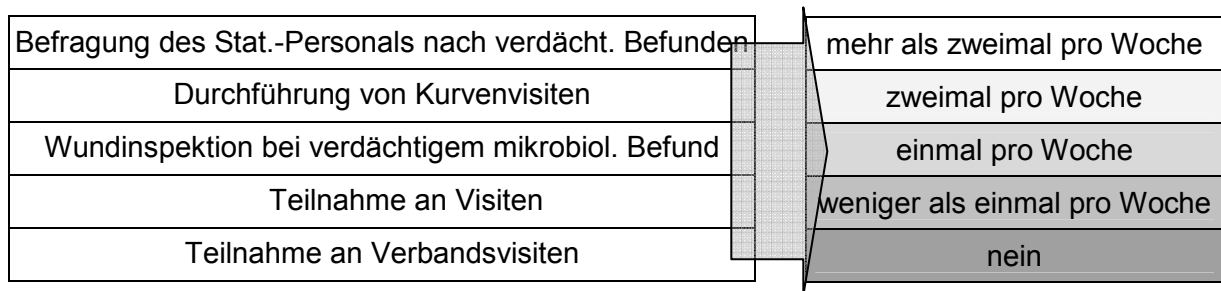 Befragung des Stat.-Personals nach verdächt. Befunden
Durchführung von Kurvenvisiten
Wundinspektion bei verdächtigem mikrobiol. Befund
Teilnahme an Visiten
Teilnahme an Verbandsvisiten
mehr als zweimal pro Woche
zweimal pro Woche
einmal pro Woche
weniger als einmal pro Woche
nein